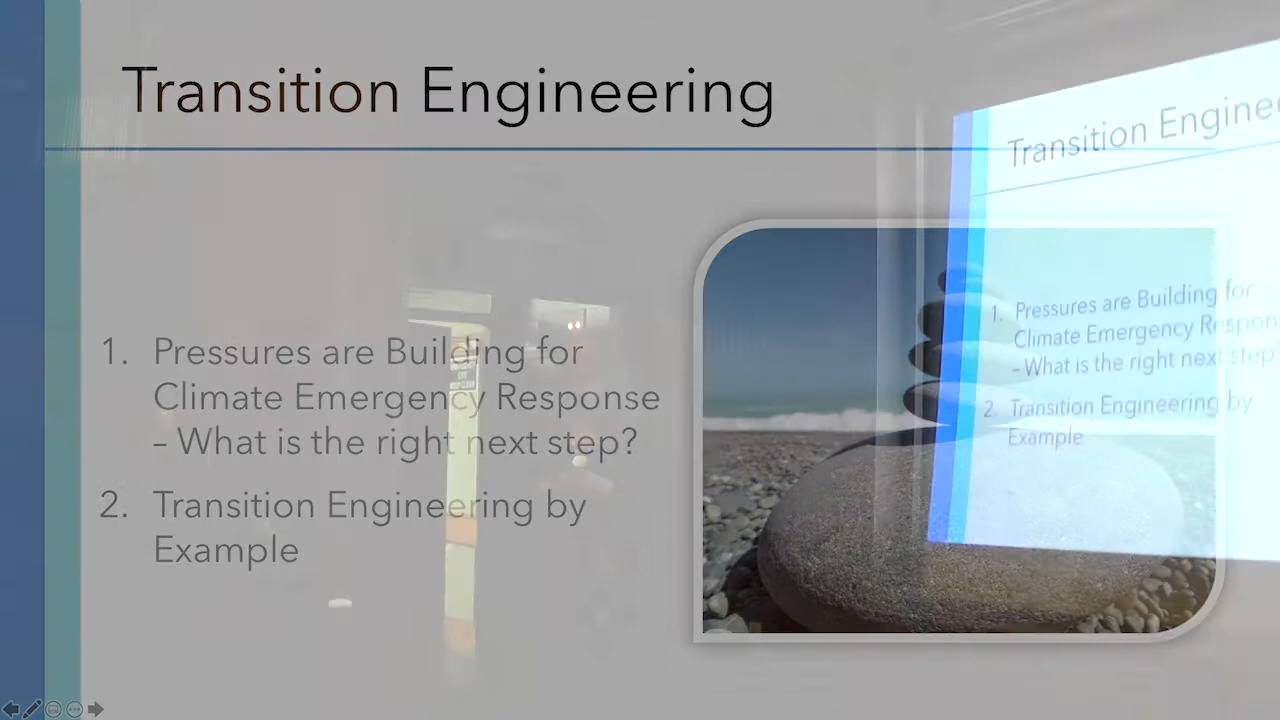 Transition Engineering
1. Pressures are Building for
Climate Emergency Response
– What is the right next step?
2. Transition Engineering by
Example
Transition Engine
1. Pressures are Building for
Climate Emergency
– What is the right next step
2. Transition Engineering by
Example